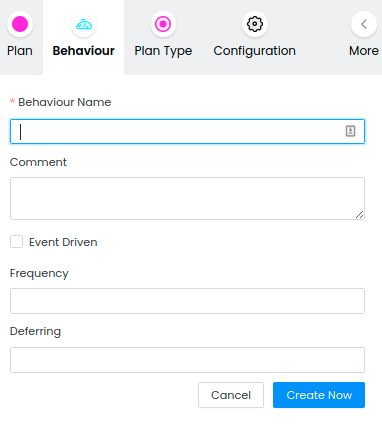 Plan Behaviour Plan Type Configuration More
* Behaviour Name
Comment
Event Driven
Frequency
Deferring
Cancel Create Now